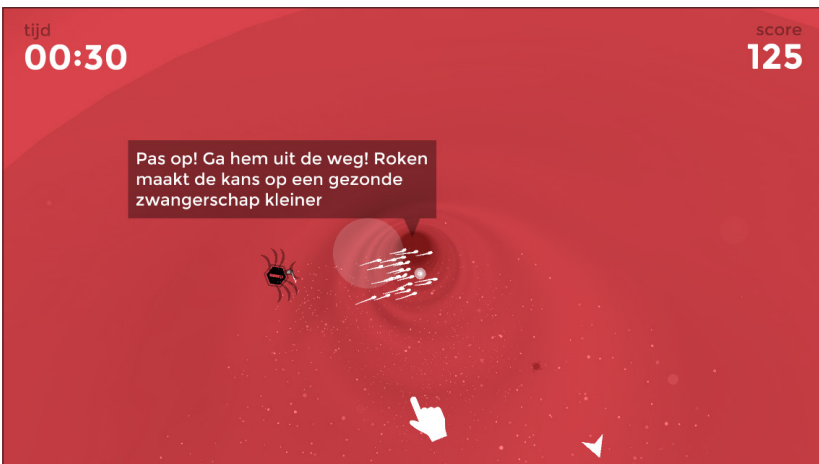 tijd
00:30
score
125
Pas op! Ga hem uit de weg! Roken
maakt de kans op een gezonde
zwangerschap kleiner